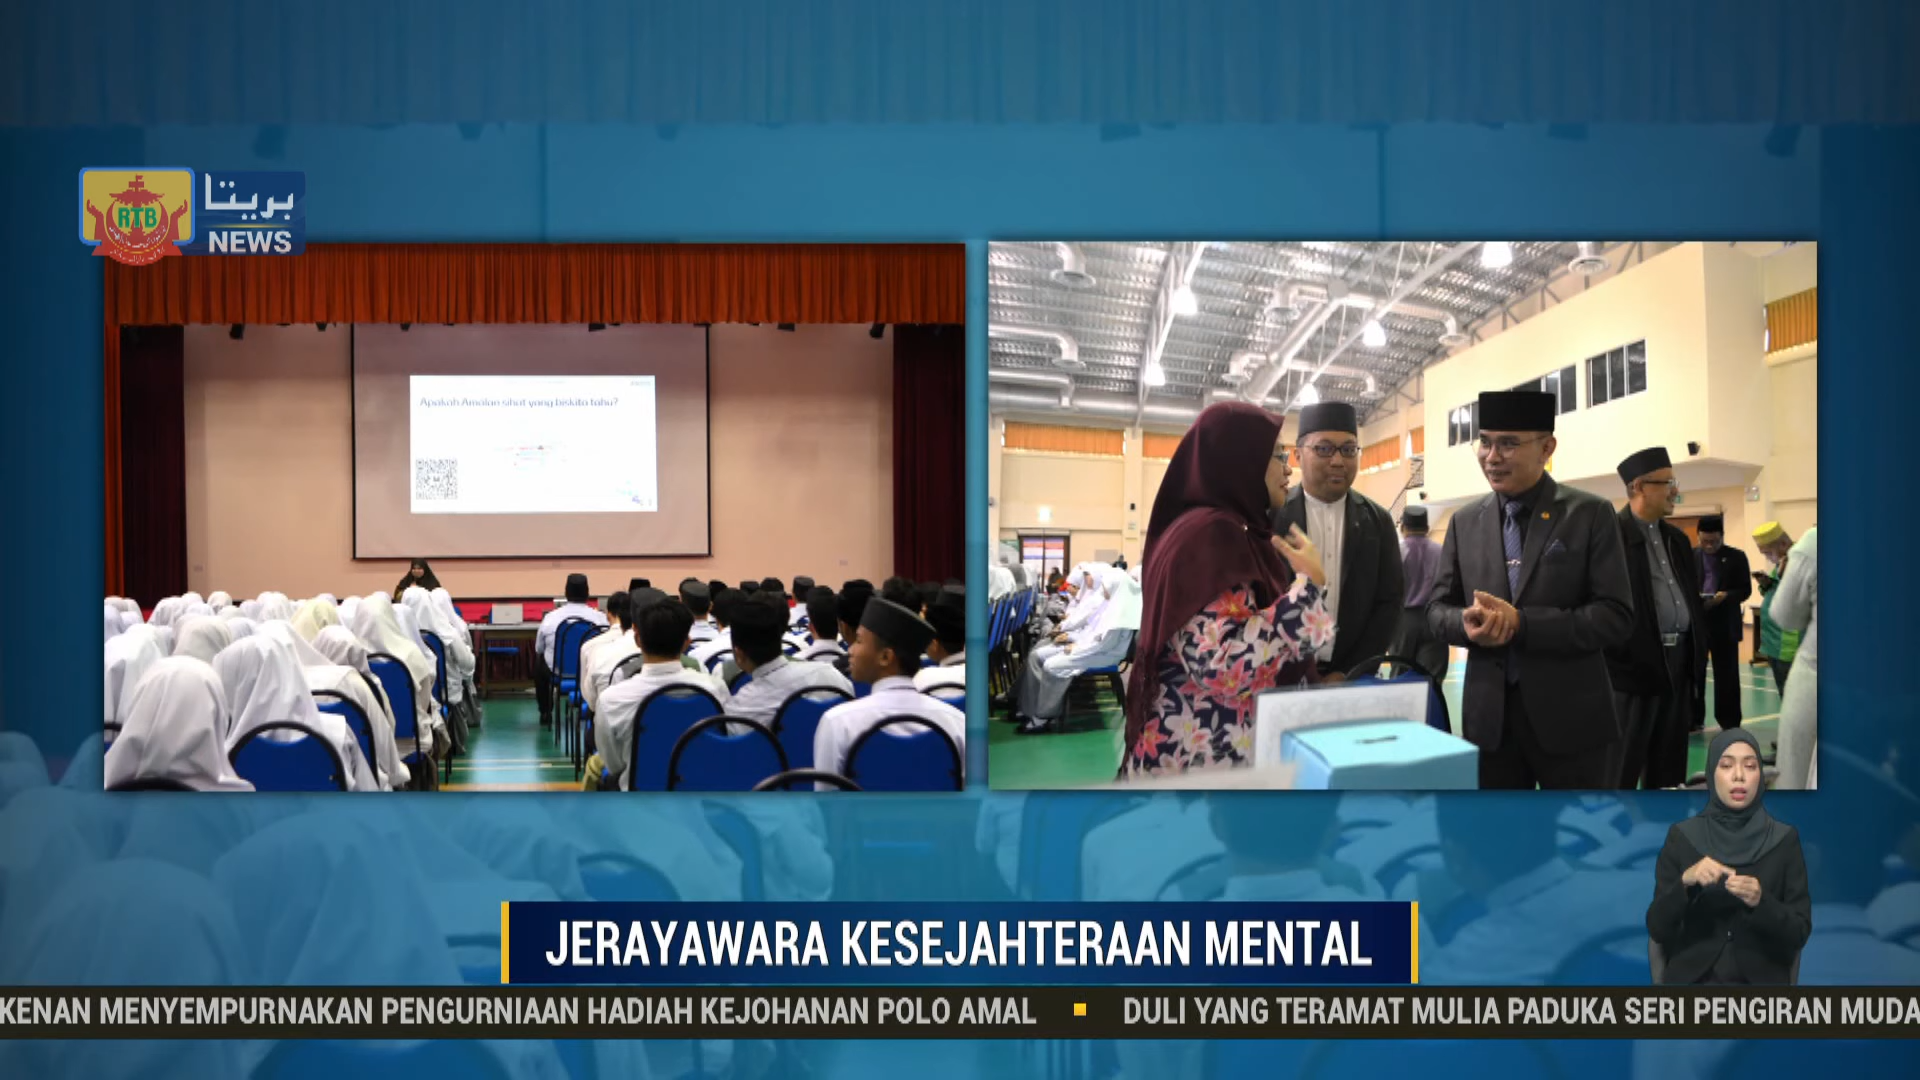 بريتا
RTB
NEWS
Apakah Amalan sihat yang biskita tahu?
JERAYAWARA KESEJAHTERAAN MENTAL
KENAN MENYEMPURNAKAN PENGURNIAAN HADIAH KEJOHANAN POLO AMAL ▪ DULI YANG TERAMAT MULIA PADUKA SERI PENGIRAN MUDA